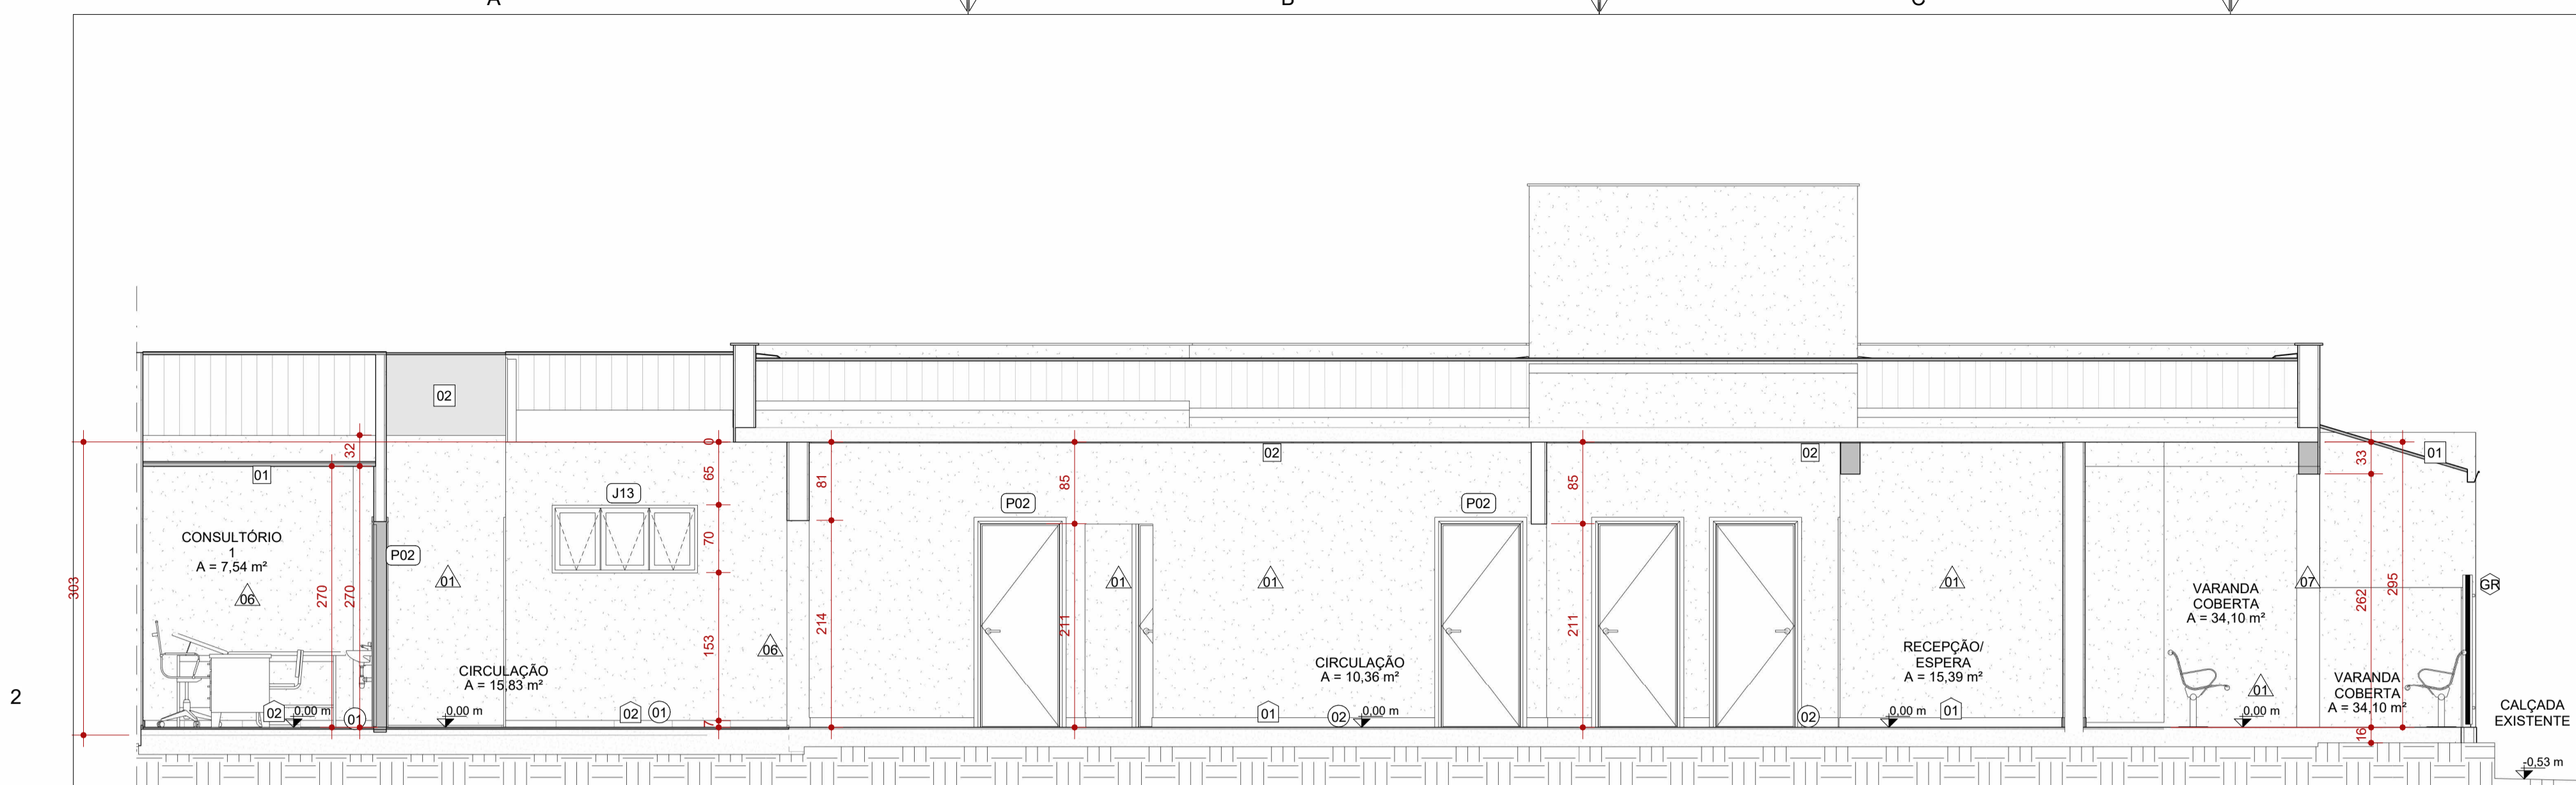 A
B
C
02
02
02
01
01
32
0
65
81
85
85
33
J13
P02
P02
CONSULTÓRIO
1
A = 7,54 m²
P02
70
01
01
01
01
07
GR
06
303
270
270
153
214
211
211
262
295
VARANDA
COBERTA
A = 34,10 m²
06
CIRCULAÇÃO
A = 15,83 m²
CIRCULAÇÃO
A = 10,36 m²
RECEPÇÃO/
ESPERA
A = 15,39 m²
VARANDA
COBERTA
A = 34,10 m²
01
2
02
0,00 m
01
0,00 m
02
01
7
01
02
0,00 m
02
0,00 m
01
0,00 m
16
CALÇADA
EXISTENTE
-0,53 m